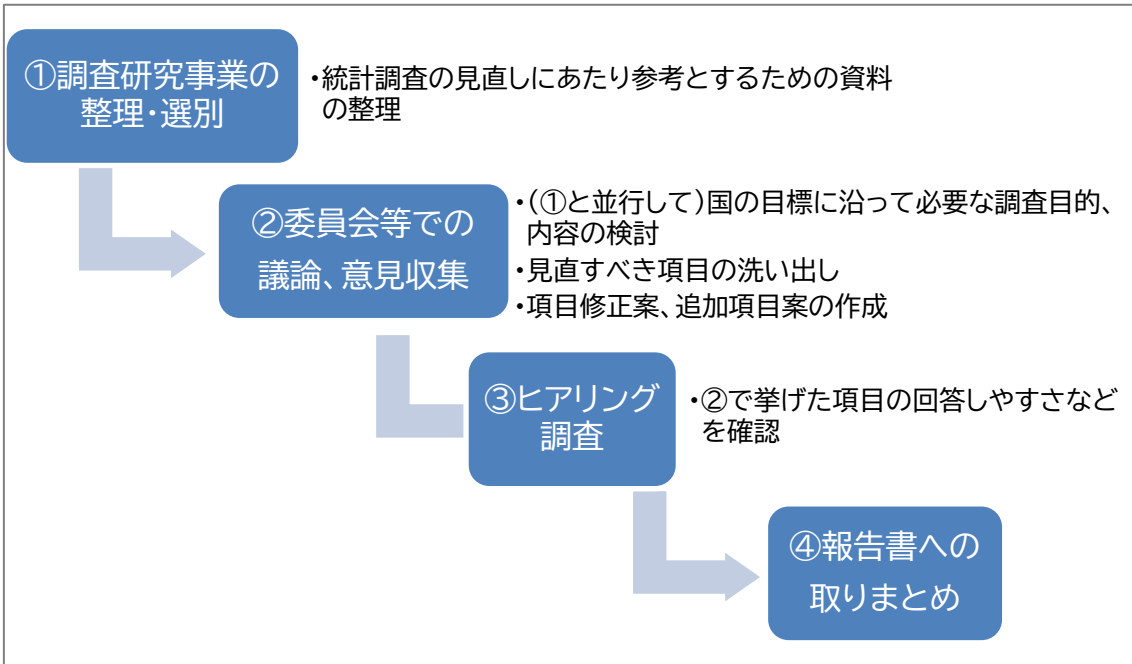 ①調査研究事業の
整理・選別
・統計調査の見直しにあたり参考とするための資料
の整理
②委員会等での
議論、意見収集
・(①と並行して)国の目標に沿って必要な調査目的、
内容の検討
・見直すべき項目の洗い出し
・項目修正案、追加項目案の作成
③ヒアリング
調査
・②で挙げた項目の回答しやすさなど
を確認
④報告書への
取りまとめ